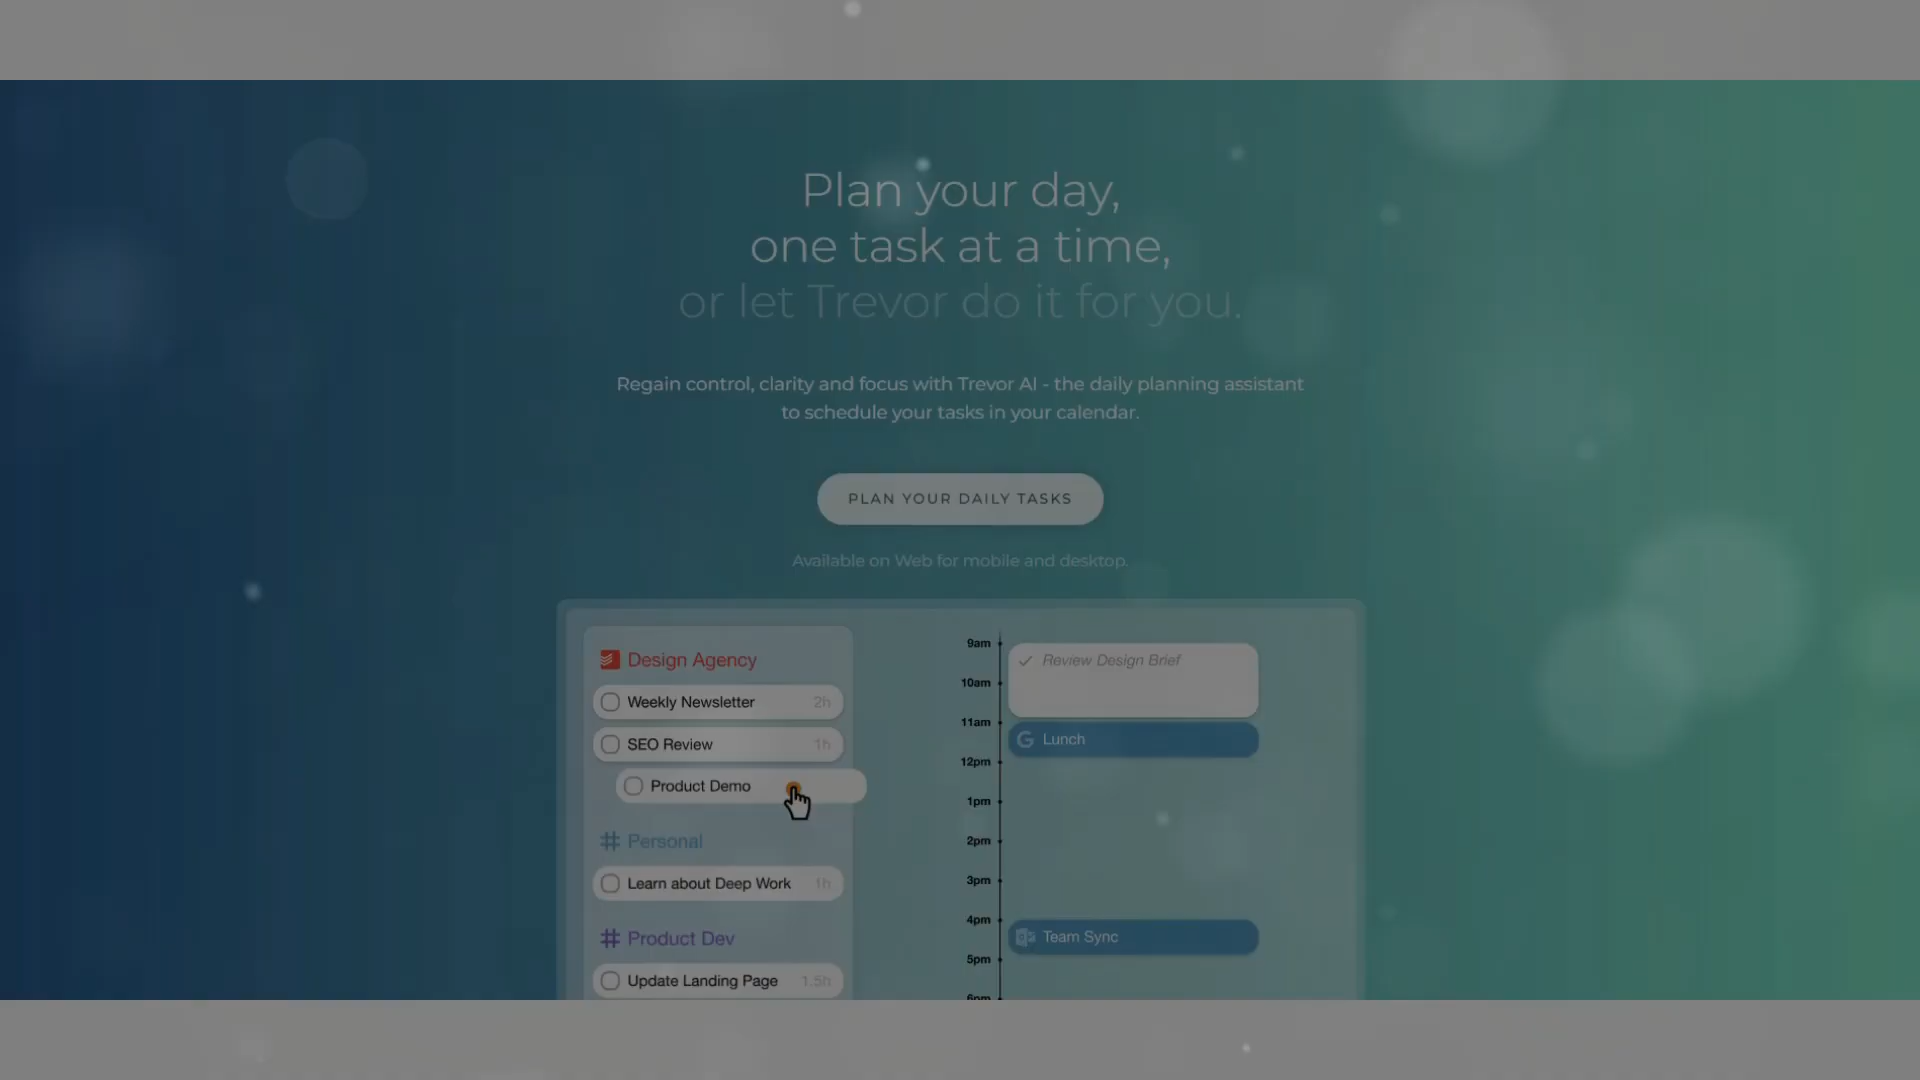 Plan your day,
one task at a time,
or let Trevor do it for you.
Regain control, clarity and focus with Trevor AI - the daily planning assistant
to schedule your tasks in your calendar.
PLAN YOUR DAILY TASKS
Available on Web for mobile and desktop.
Design Agency
Weekly Newsletter 2h
SEO Review 1h
Product Demo
Personal
Learn about Deep Work 1h
Product Dev
Update Landing Page 1.5h
9am
Review Design Brief
10am
11am
Lunch
12pm
1pm
2pm
3pm
4pm
Team Sync
5pm
6pm